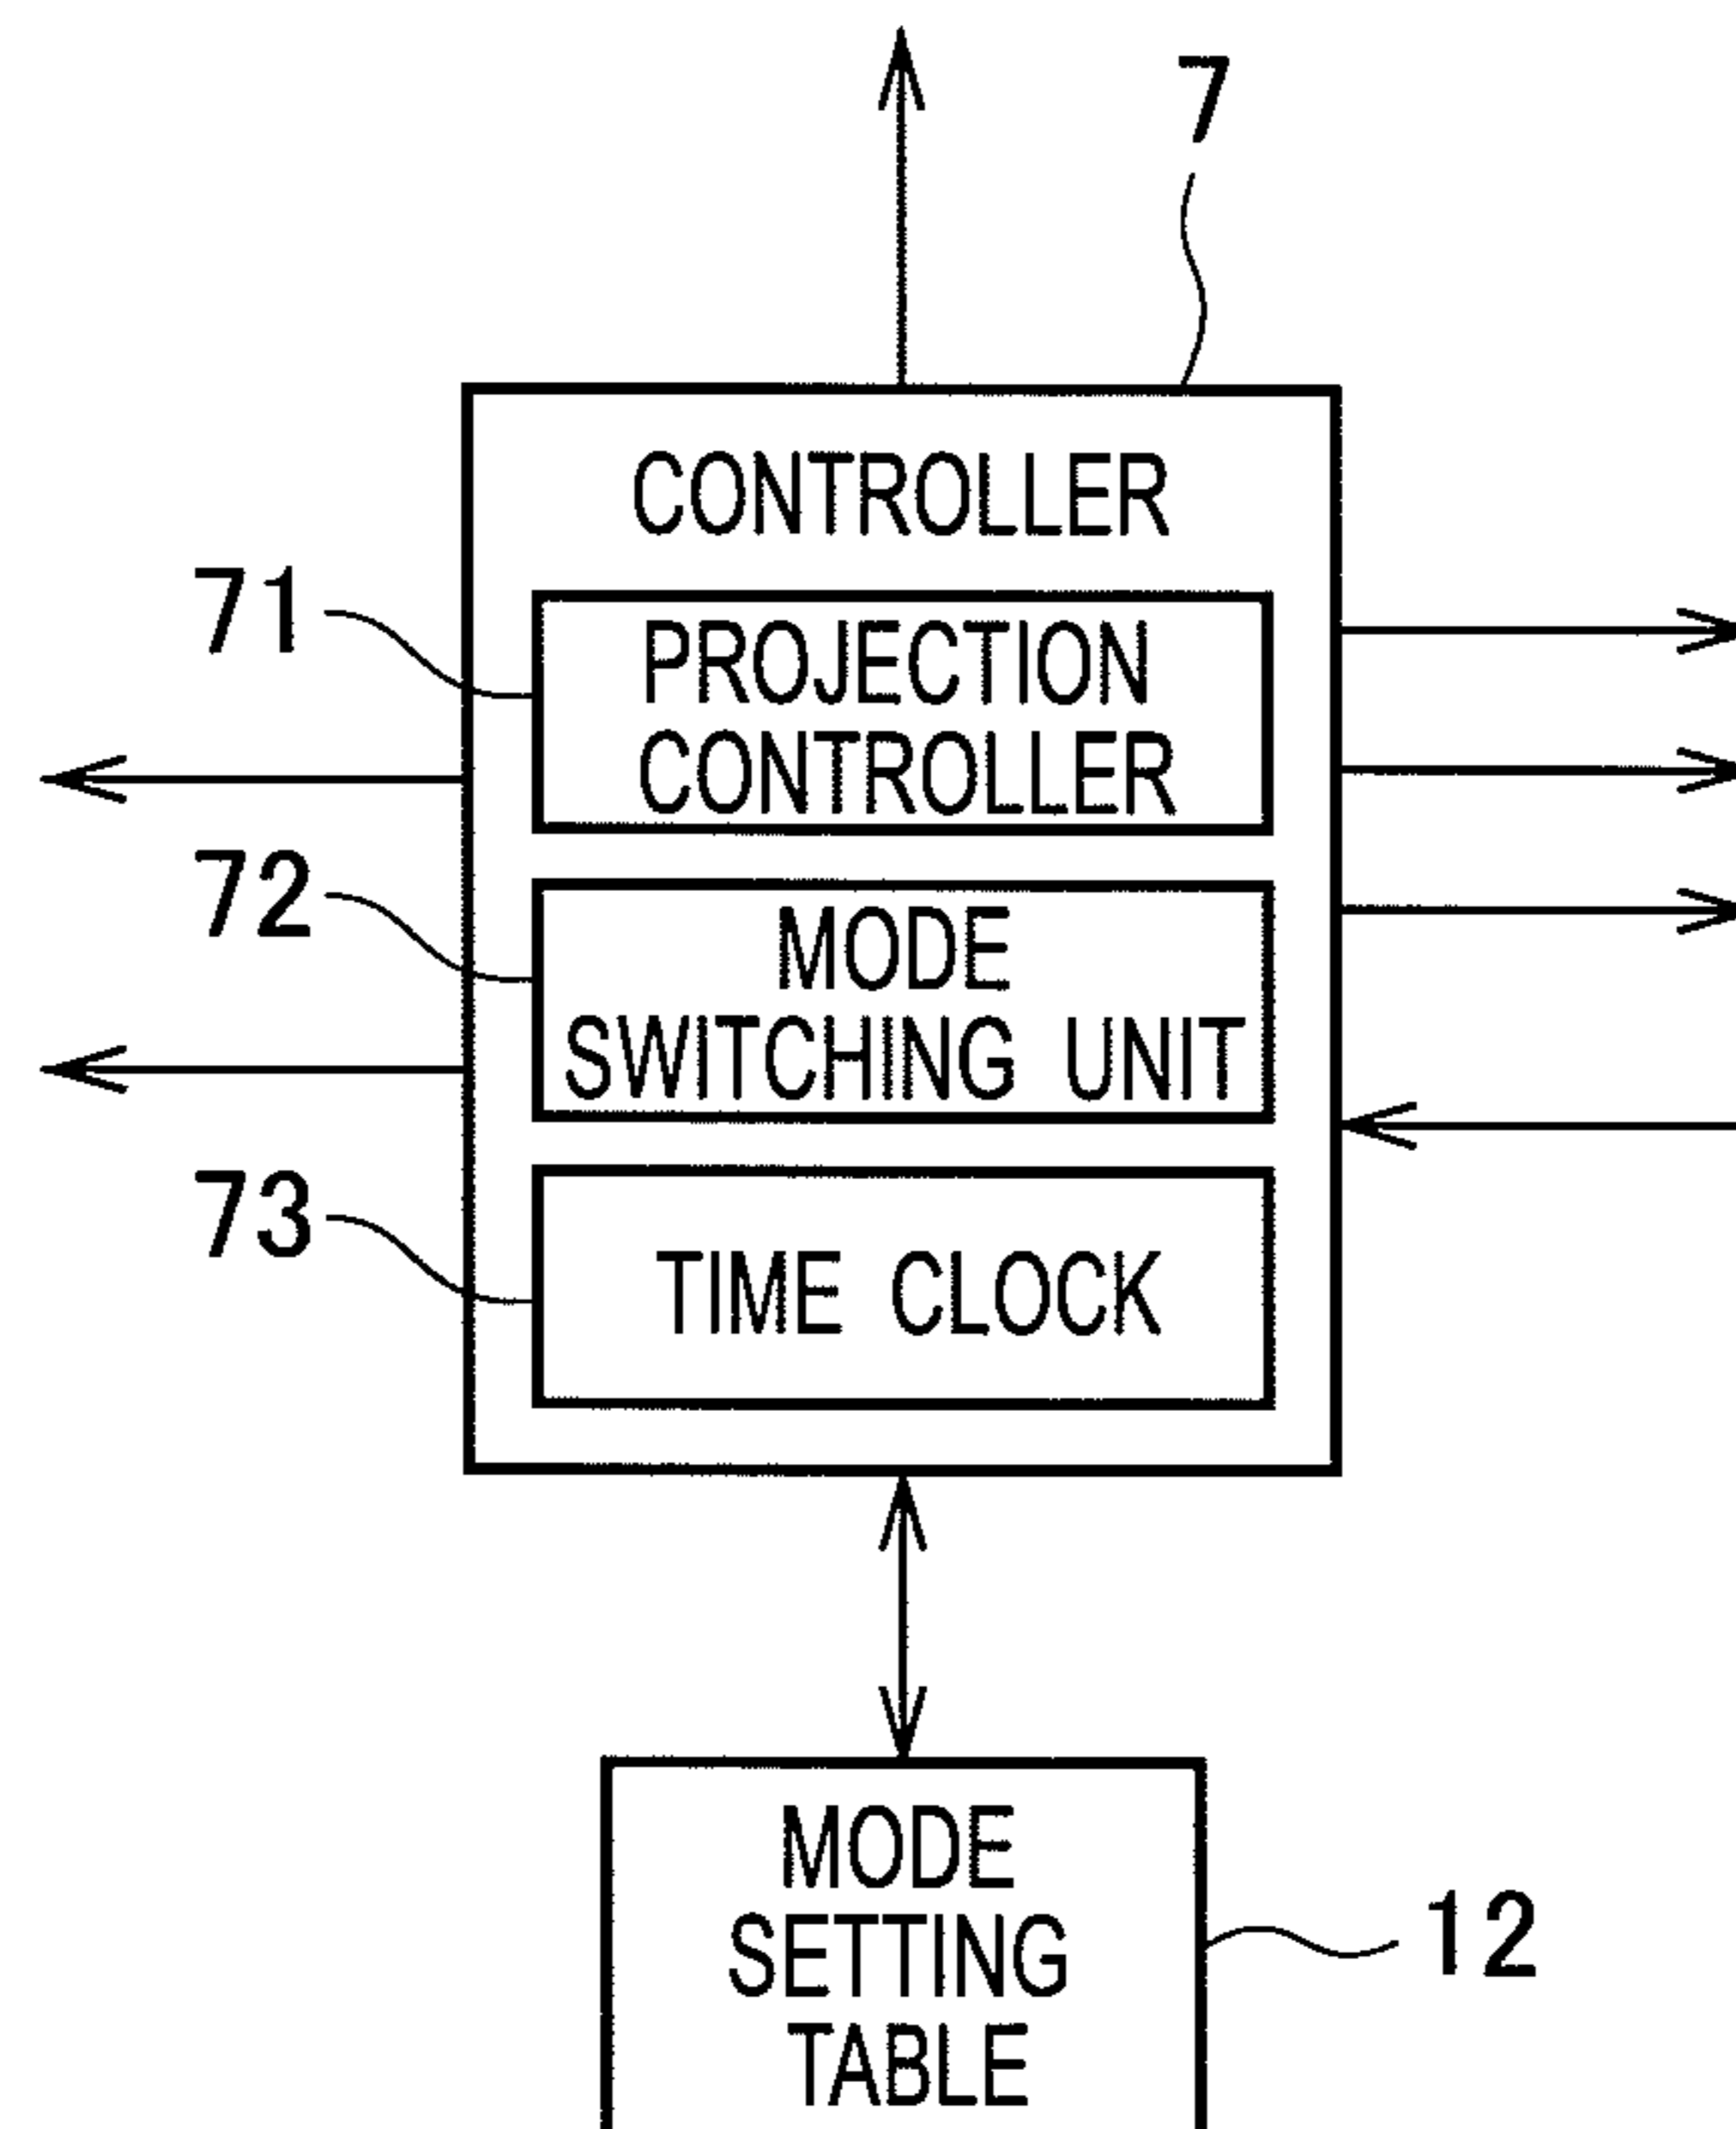 7
CONTROLLER
71
PROJECTION
CONTROLLER
72
MODE
SWITCHING UNIT
73
TIME CLOCK
MODE
SETTING
TABLE
12